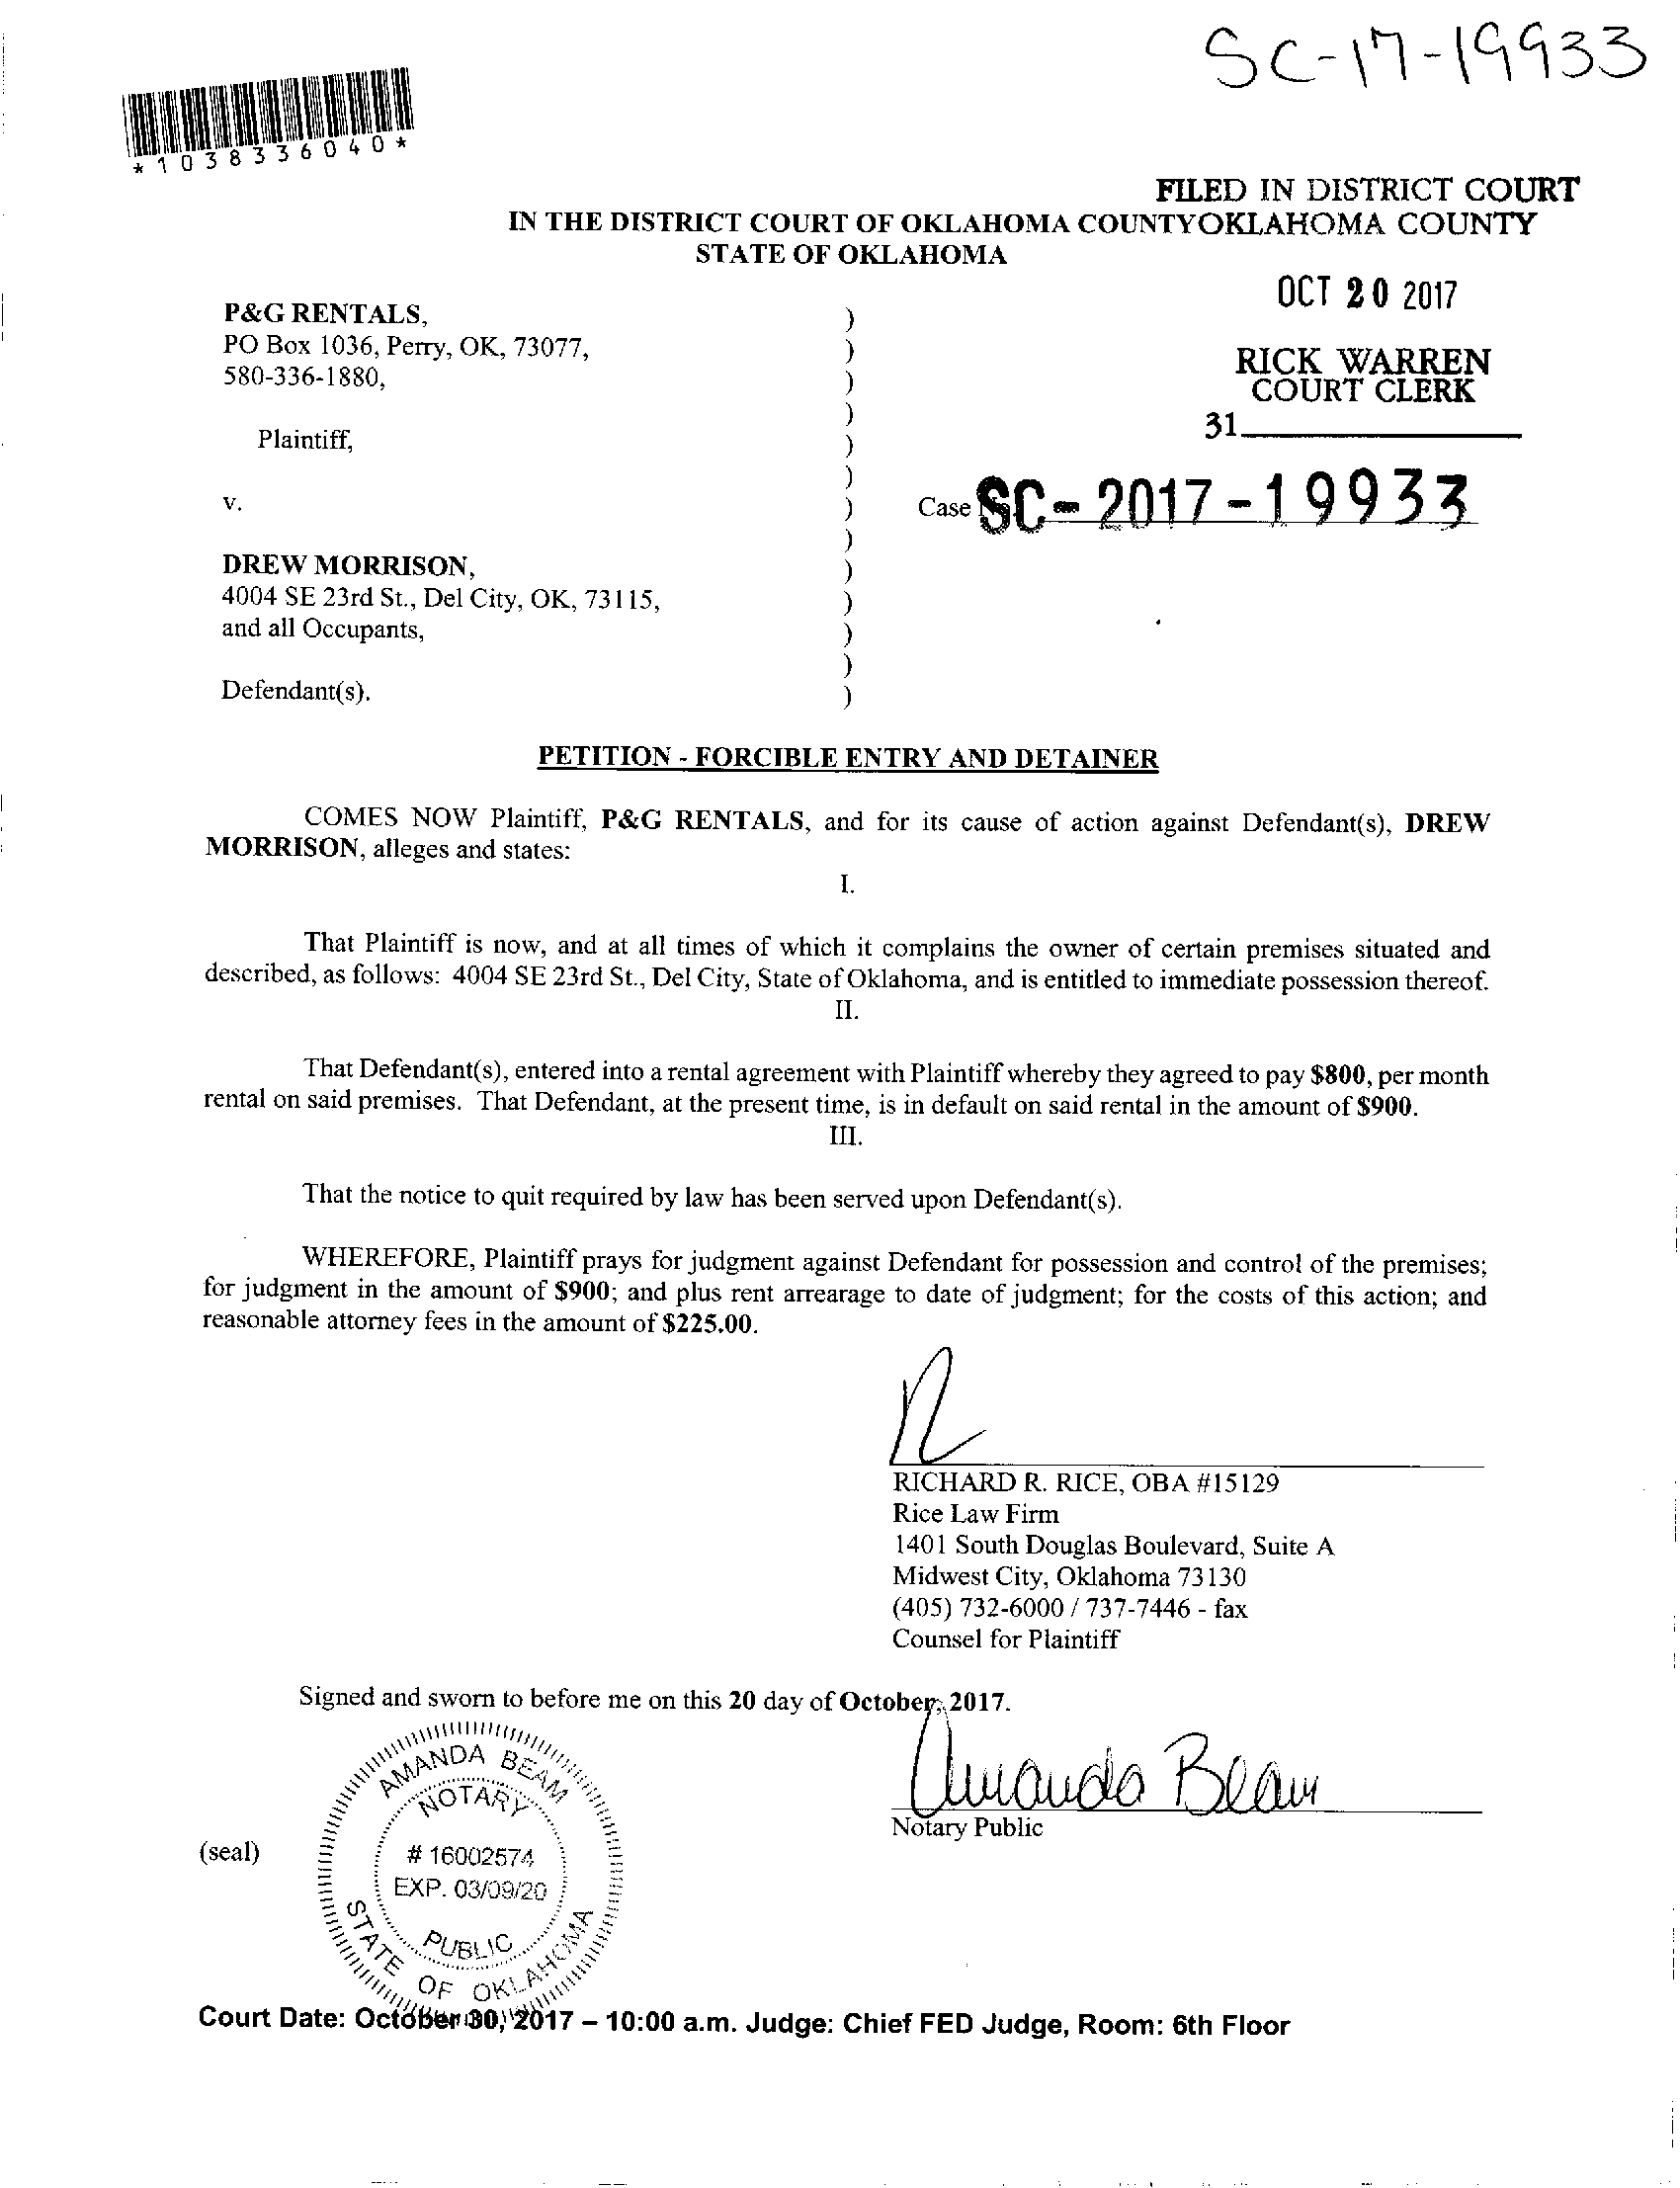 SC-17-19933
*1038336040*
FILED IN DISTRICT COURT
OKLAHOMA COUNTY
IN THE DISTRICT COURT OF OKLAHOMA COUNTY
STATE OF OKLAHOMA
OCT 20 2017
RICK WARREN
COURT CLERK
31
P&G RENTALS,
PO Box 1036, Perry, OK, 73077,
580-336-1880,
Plaintiff,
v.
Case SC-2017-19933
DREW MORRISON,
4004 SE 23rd St., Del City, OK, 73115,
and all Occupants,
Defendant(s).
)
)
)
)
)
)
)
)
)
)
)
)
)
PETITION - FORCIBLE ENTRY AND DETAINER
COMES NOW Plaintiff, P&G RENTALS, and for its cause of action against Defendant(s), DREW
MORRISON, alleges and states:
I.
That Plaintiff is now, and at all times of which it complains the owner of certain premises situated and
described, as follows: 4004 SE 23rd St., Del City, State of Oklahoma, and is entitled to immediate possession thereof.
II.
That Defendant(s), entered into a rental agreement with Plaintiff whereby they agreed to pay $800, per month
rental on said premises. That Defendant, at the present time, is in default on said rental in the amount of $900.
III.
That the notice to quit required by law has been served upon Defendant(s).
WHEREFORE, Plaintiff prays for judgment against Defendant for possession and control of the premises;
for judgment in the amount of $900; and plus rent arrearage to date of judgment; for the costs of this action; and
reasonable attorney fees in the amount of $225.00.
RICHARD R. RICE, OBA #15129
Rice Law Firm
1401 South Douglas Boulevard, Suite A
Midwest City, Oklahoma 73130
(405) 732-6000 / 737-7446 - fax
Counsel for Plaintiff
Signed and sworn to before me on this 20 day of October, 2017.
Amanda Beam
Notary Public
(seal)
AMANDA BEAM
NOTARY
# 16002574
EXP. 03/09/20
PUBLIC
STATE OF OKLAHOMA
Court Date: October 30, 2017 – 10:00 a.m. Judge: Chief FED Judge, Room: 6th Floor